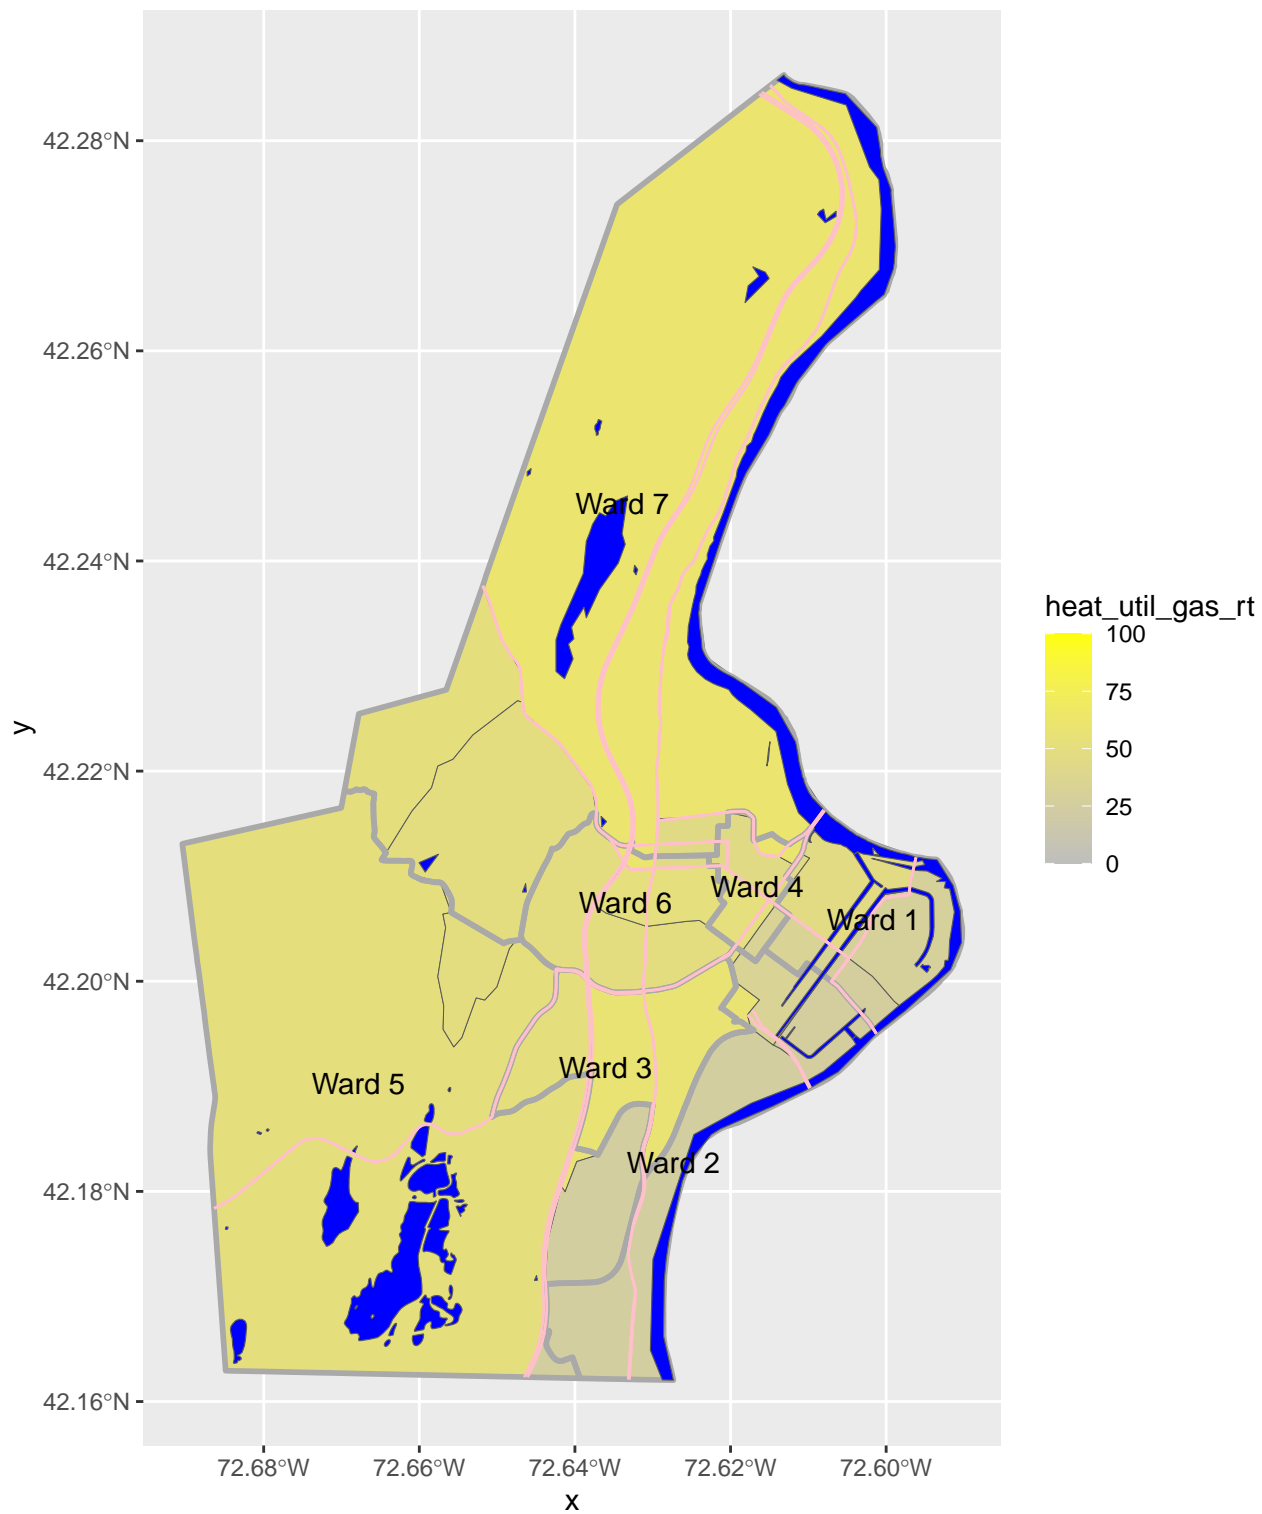 42.28°N
42.26°N
42.24°N
42.22°N
42.20°N
42.18°N
42.16°N
y
Ward 7
Ward 4
Ward 6
Ward 1
Ward 3
Ward 5
Ward 2
72.68°W
72.66°W
72.64°W
72.62°W
72.60°W
x
heat_util_gas_rt
100
75
50
25
0